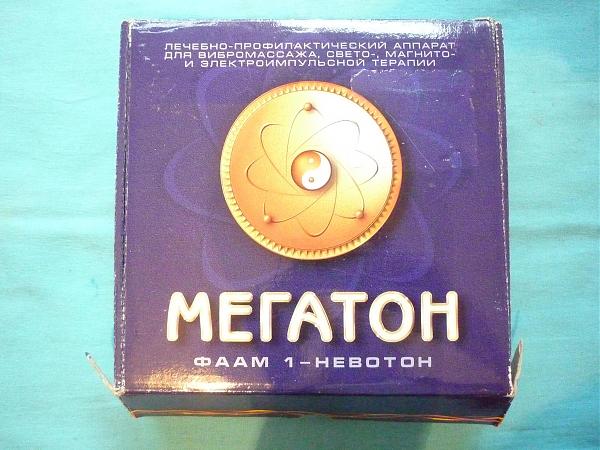 ЛЕЧЕБНО-ПРОФИЛАКТИЧЕСКИЙ АППАРАТ
ДЛЯ ВИБРОМАССАЖА, СВЕТО-, МАГНИТО-
И ЭЛЕКТРОИМПУЛЬСНОЙ ТЕРАПИИ
МЕГАТОН
ФААМ 1–НЕВОТОН